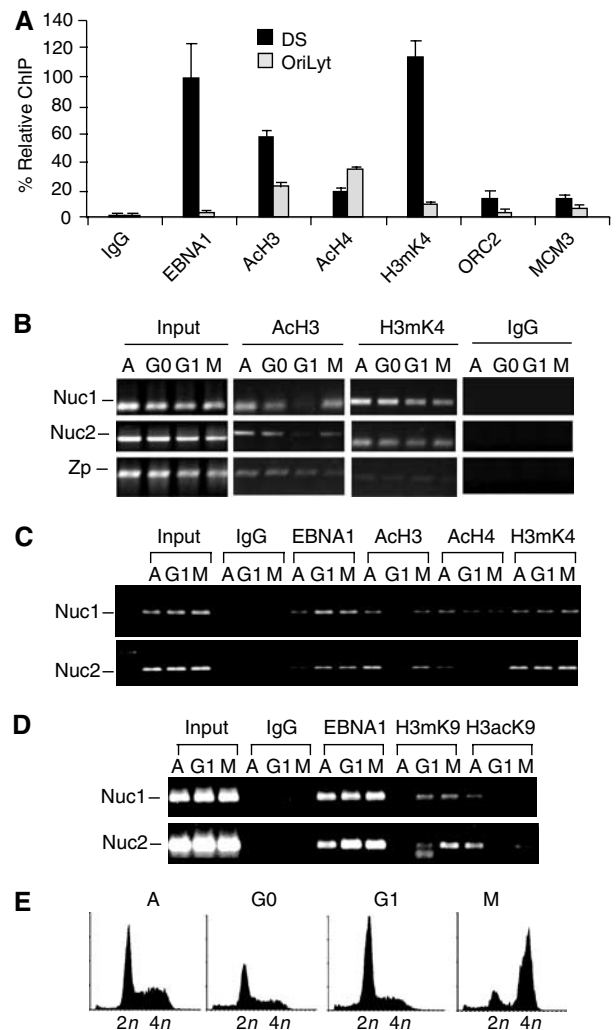 A
140
120
100
80
60
40
20
0
% Relative ChIP
DS
OriLyt
IgG
EBNA1
AcH3
AcH4
H3mK4
ORC2
MCM3
B
Input AcH3 H3mK4 IgG
A G0 G1 M A G0 G1 M A G0 G1 M A G0 G1 M
Nuc1
Nuc2
Zp
C
Input IgG EBNA1 AcH3 AcH4 H3mK4
A G1 M A G1 M A G1 M A G1 M A G1 M A G1 M
Nuc1
Nuc2
D
Input IgG EBNA1 H3mK9 H3acK9
A G1 M A G1 M A G1 M A G1 M A G1 M
Nuc1
Nuc2
E
A G0 G1 M
2n 4n 2n 4n 2n 4n 2n 4n